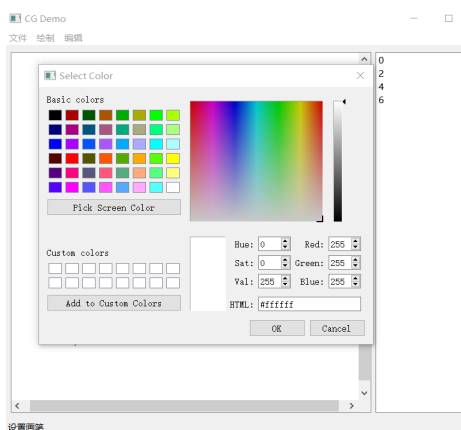 CG Demo
文件 绘制 编辑
Select Color
Basic colors
Pick Screen Color
Custom colors
Add to Custom Colors
Hue: 0 Red: 255
Sat: 0 Green: 255
Val: 255 Blue: 255
HTML: #ffffff
OK Cancel
0
2
4
6
设置画笔